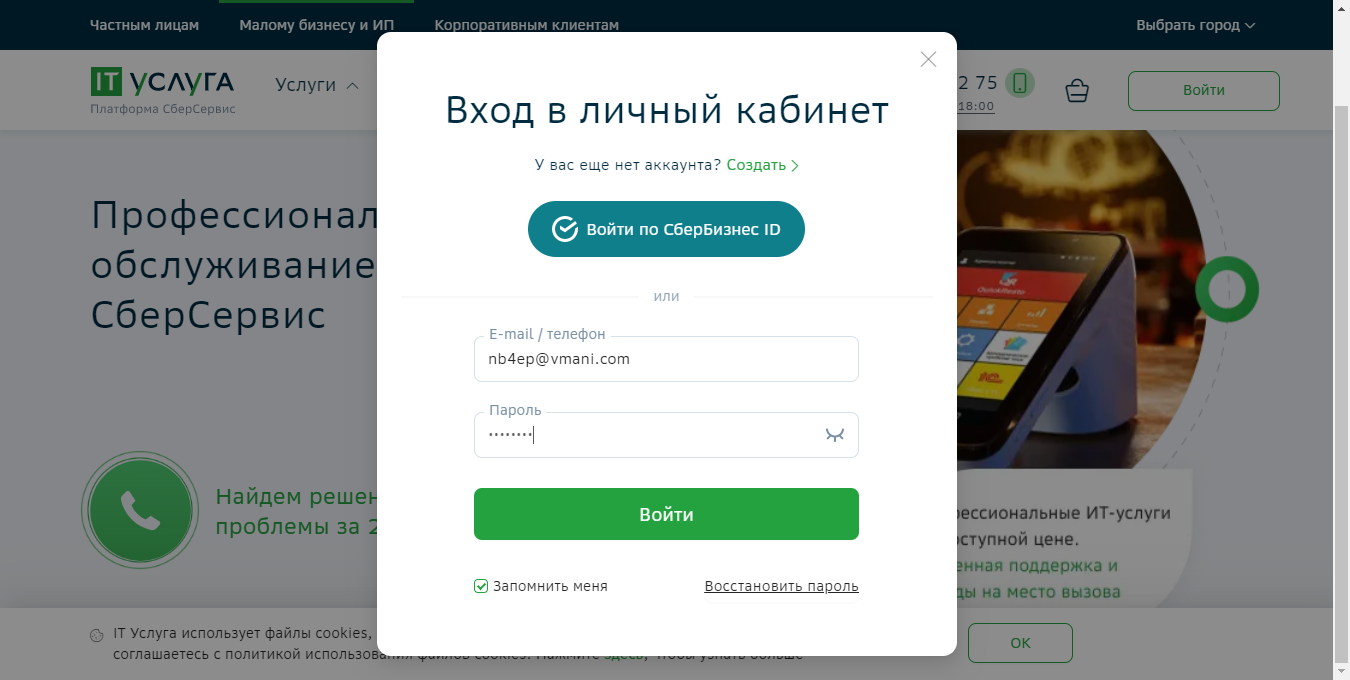 Частным лицам
Малому бизнесу и ИП
Корпоративным клиентам
Выбрать город
IT УСЛУГА
Платформа СберСервис
Услуги
2 75
18:00
Войти
Вход в личный кабинет
У вас еще нет аккаунта? Создать
Войти по СберБизнес ID
или
E-mail / телефон
nb4ep@vmani.com
Пароль
••••••••
Войти
Запомнить меня
Восстановить пароль
Профессионал
обслуживание
СберСервис
Найдем решен
проблемы за 2
фессиональные ИТ-услуги
оступной цене.
енная поддержка и
ды на место вызова
IT Услуга использует файлы cookies,
соглашаетесь с политикой использования файлов cookies. Нажмите здесь, чтобы узнать больше
OK